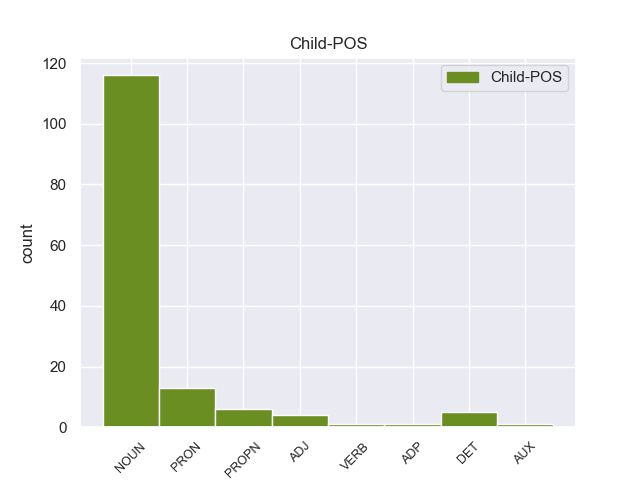 Child-POS
Child-POS
120
100
80
60
40
20
0
count
NOUN
PRON
PROPN
ADJ
VERB
ADP
DET
AUX